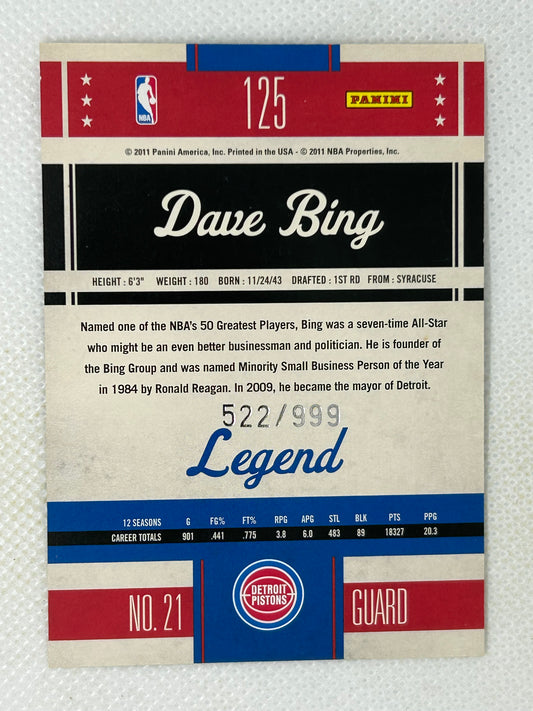 125
NBA
PANINI
© 2011 Panini America, Inc. Printed in the USA - © 2011 NBA Properties, Inc.
Dave Bing
HEIGHT : 6'3" WEIGHT : 180 BORN : 11/24/43 DRAFTED : 1ST RD FROM : SYRACUSE
Named one of the NBA's 50 Greatest Players, Bing was a seven-time All-Star
who might be an even better businessman and politician. He is founder of
the Bing Group and was named Minority Small Business Person of the Year
in 1984 by Ronald Reagan. In 2009, he became the mayor of Detroit.
522/999
Legend
12 SEASONS G FG% FT% RPG APG STL BLK PTS PPG
CAREER TOTALS 901 .441 .775 3.8 6.0 483 89 18327 20.3
NO. 21
DETROIT
PISTONS
GUARD